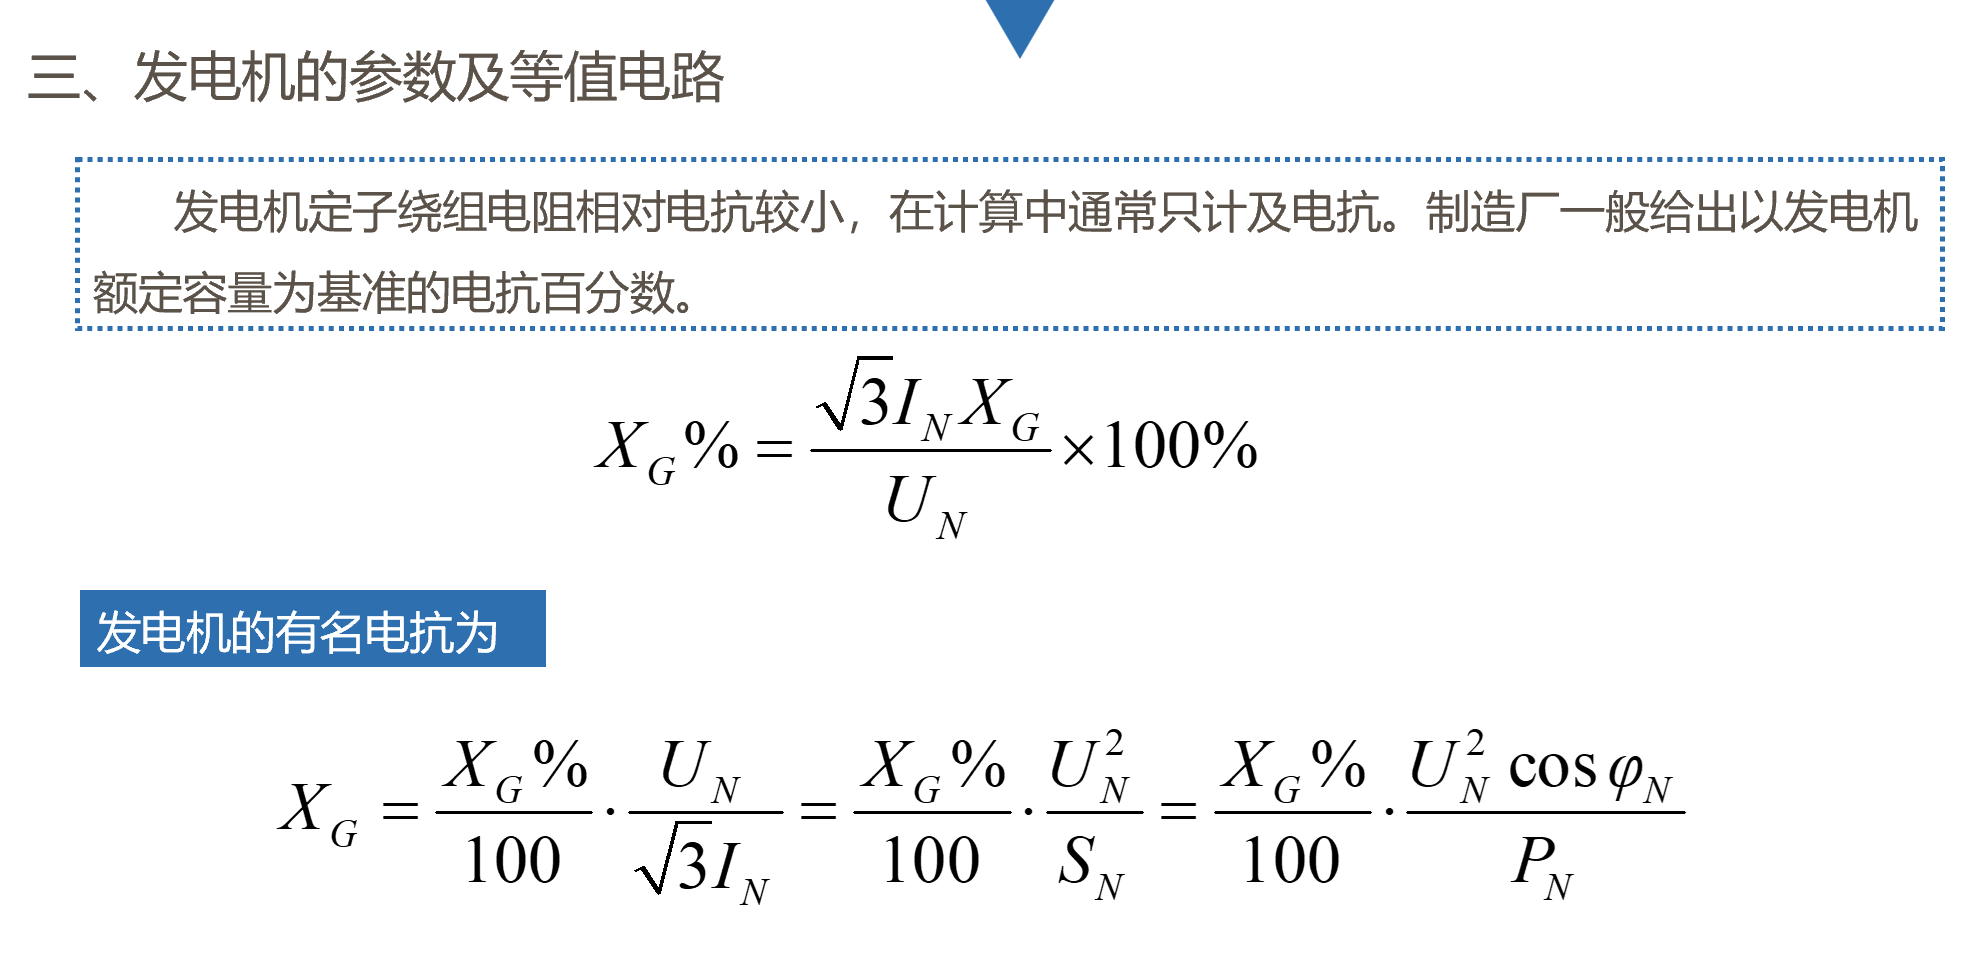 三、发电机的参数及等值电路
发电机定子绕组电阻相对电抗较小，在计算中通常只计及电抗。制造厂一般给出以发电机
额定容量为基准的电抗百分数。
$X_G\% = \frac{\sqrt{3} I_N X_G}{U_N} \times 100\%$
发电机的有名电抗为
$X_G = \frac{X_G\%}{100} \cdot \frac{U_N}{\sqrt{3} I_N} = \frac{X_G\%}{100} \cdot \frac{U_N^2}{S_N} = \frac{X_G\%}{100} \cdot \frac{U_N^2 \cos\varphi_N}{P_N}$